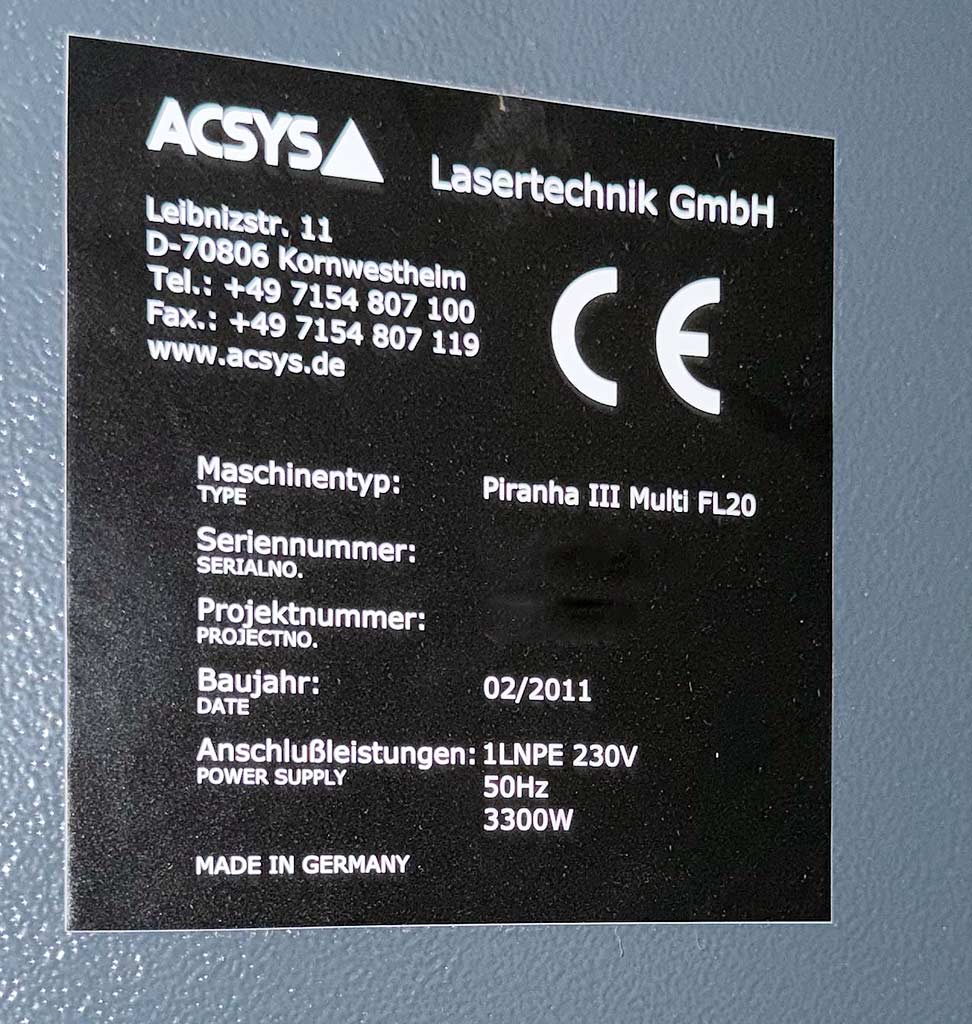 ACSYS Lasertechnik GmbH
Leibnizstr. 11
D-70806 Kornwestheim
Tel.: +49 7154 807 100
Fax.: +49 7154 807 119
www.acsys.de
CE
Maschinentyp: Piranha III Multi FL20
TYPE
Seriennummer:
SERIALNO.
Projektnummer:
PROJECTNO.
Baujahr: 02/2011
DATE
Anschlußleistungen: 1LNPE 230V
POWER SUPPLY 50Hz
3300W
MADE IN GERMANY